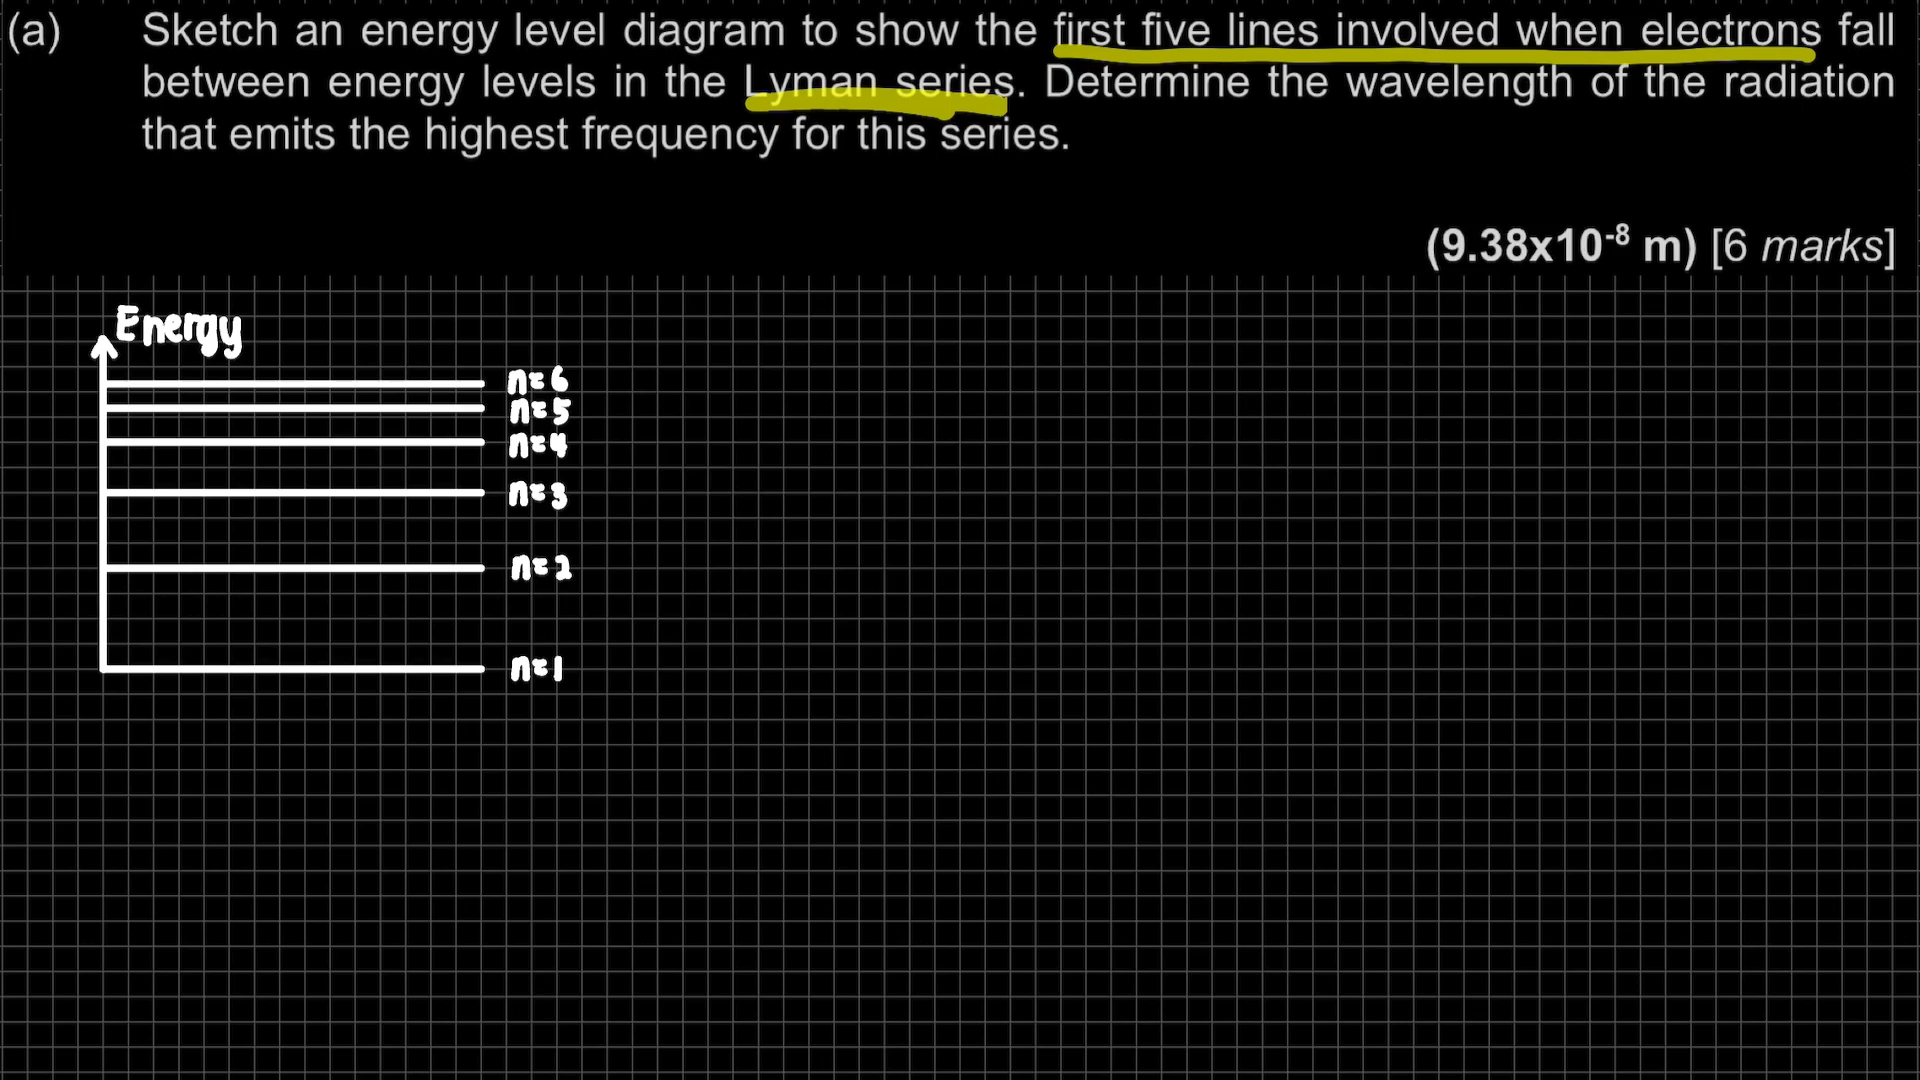 (a) Sketch an energy level diagram to show the first five lines involved when electrons fall
between energy levels in the Lyman series. Determine the wavelength of the radiation
that emits the highest frequency for this series.
(9.38x10⁻⁸ m) [6 marks]
Energy
n=6
n=5
n=4
n=3
n=2
n=1